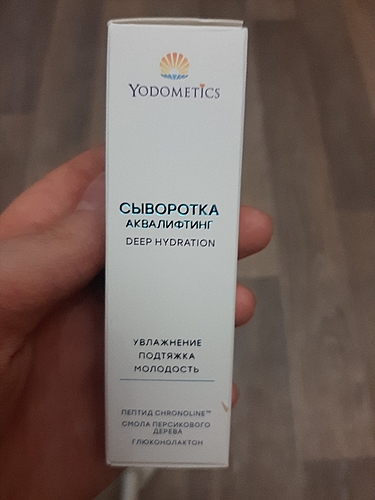 YODOMETICS
СЫВОРОТКА
АКВАЛИФТИНГ
DEEP HYDRATION
УВЛАЖНЕНИЕ
ПОДТЯЖКА
МОЛОДОСТЬ
ПЕПТИД CHRONOLINE™
СМОЛА ПЕРСИКОВОГО
ДЕРЕВА
ГЛЮКОНОЛАКТОН